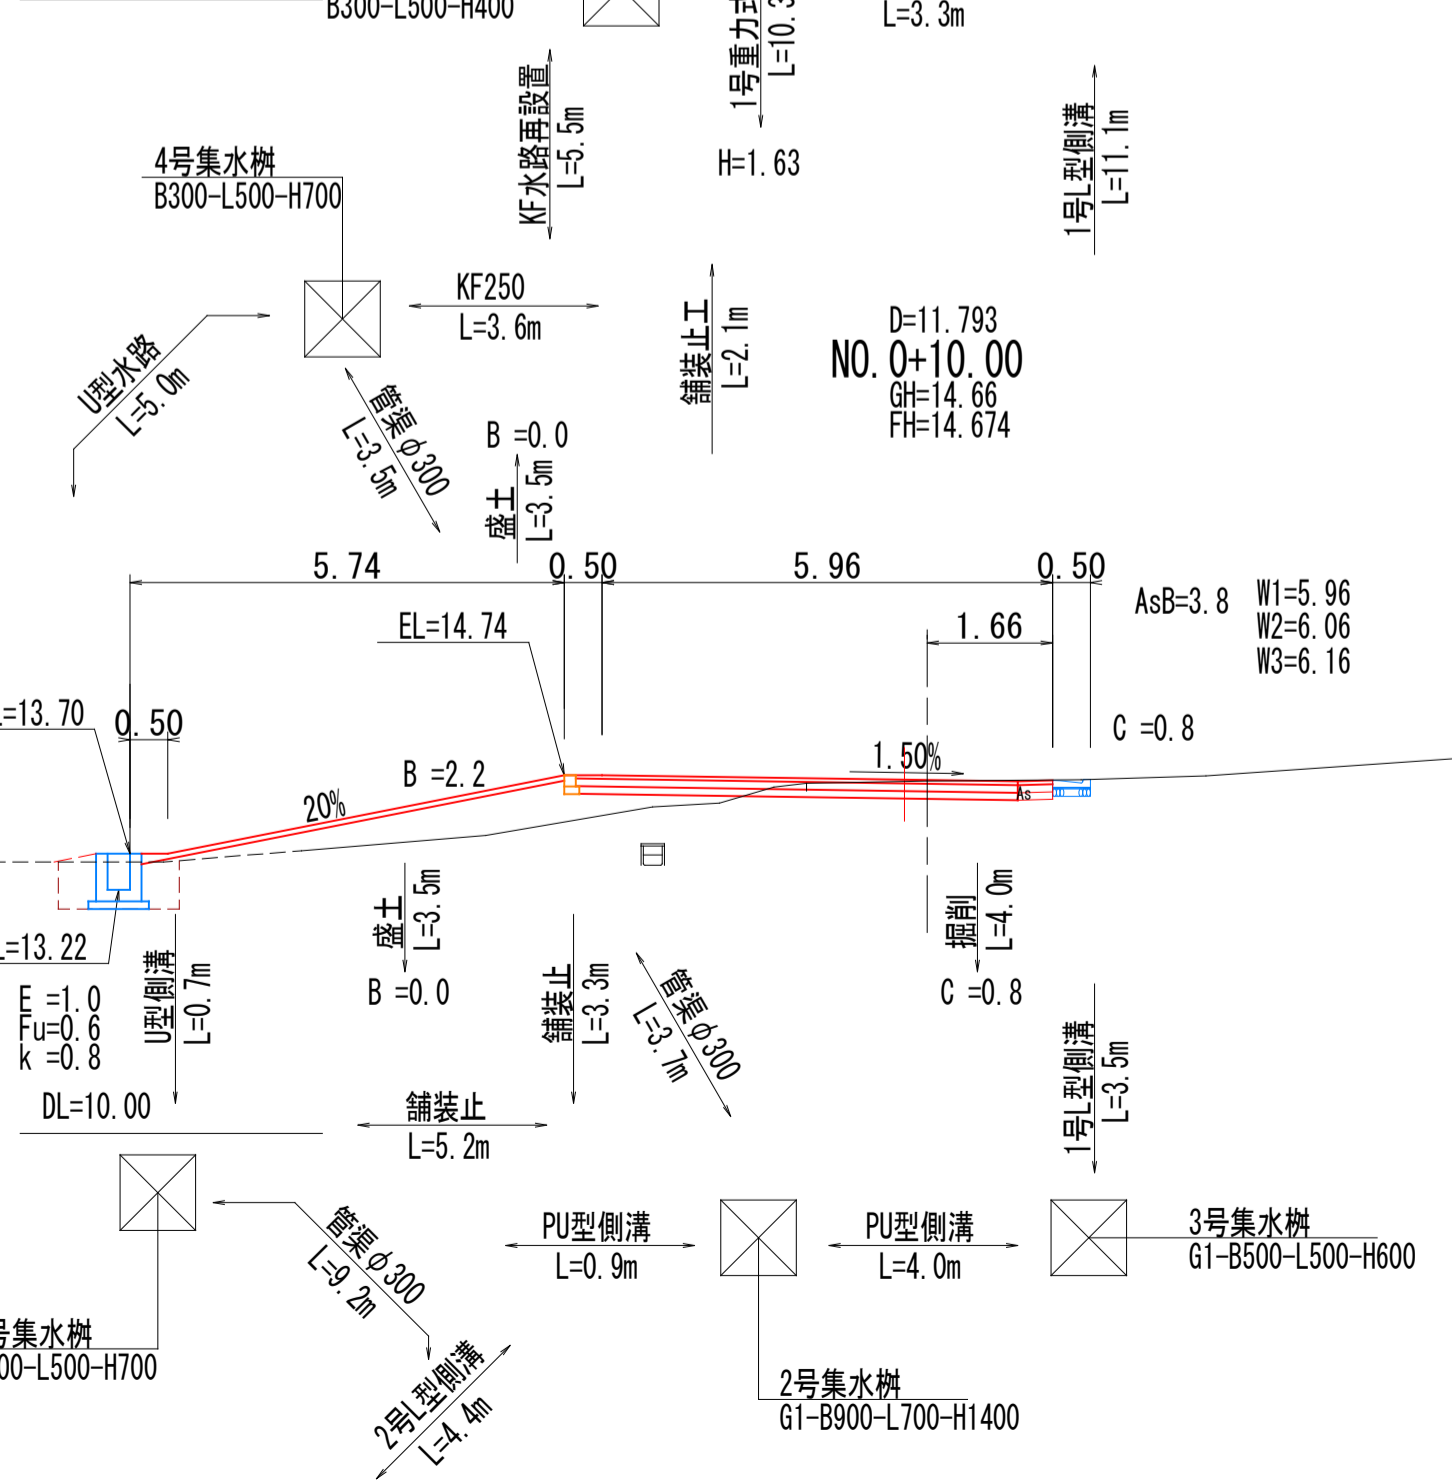 B300-L500-H400
L=3.3m
1号重力式
L=10.3
H=1.63
KF水路再設置
L=5.5m
1号L型側溝
L=11.1m
4号集水桝
B300-L500-H700
KF250
L=3.6m
U型水路
L=5.0m
管渠φ300
L=3.5m
舗装止工
L=2.1m
D=11.793
NO.0+10.00
GH=14.66
FH=14.674
B =0.0
盛土
L=3.5m
5.74
0.50
5.96
0.50
AsB=3.8
W1=5.96
W2=6.06
W3=6.16
EL=14.74
1.66
L=13.70
0.50
C =0.8
B =2.2
1.50%
20%
As
盛土
L=3.5m
B =0.0
掘削
L=4.0m
C =0.8
L=13.22
U型側溝
L=0.7m
舗装止
L=3.3m
管渠φ300
L=3.7m
E =1.0
Fu=0.6
k =0.8
1号L型側溝
L=3.5m
DL=10.00
舗装止
L=5.2m
管渠φ300
L=9.2m
PU型側溝
L=0.9m
PU型側溝
L=4.0m
3号集水桝
G1-B500-L500-H600
号集水桝
00-L500-H700
2号L型側溝
L=4.4m
2号集水桝
G1-B900-L700-H1400